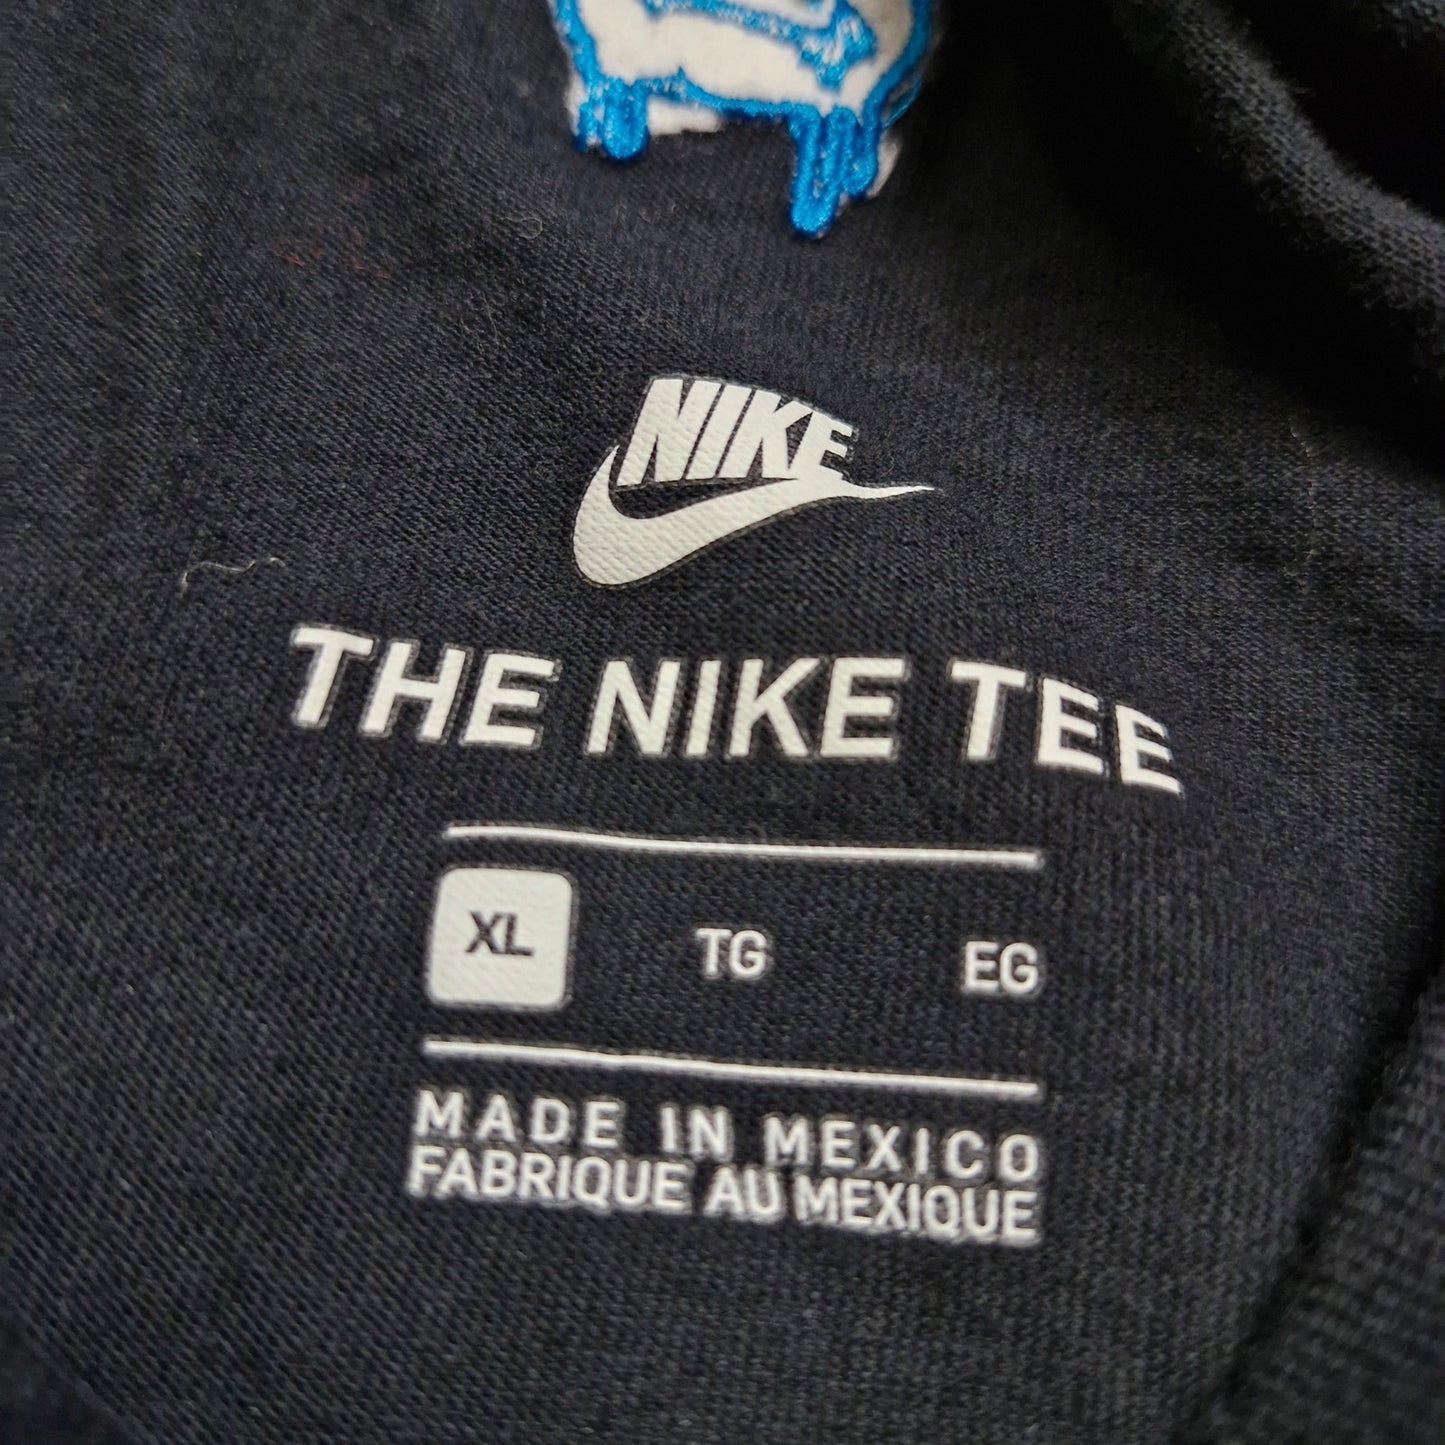 NIKE
THE NIKE TEE
XL TG EG
MADE IN MEXICO
FABRIQUE AU MEXIQUE